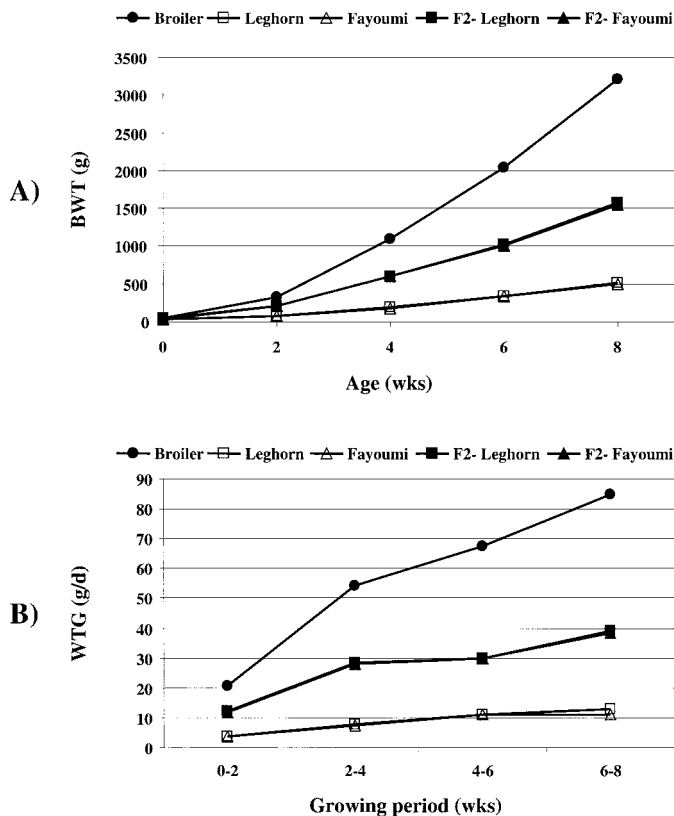 Broiler Leghorn Fayoumi F2- Leghorn F2- Fayoumi
3500
3000
2500
2000
1500
1000
500
0
A)
BWT (g)
0 2 4 6 8
Age (wks)
Broiler Leghorn Fayoumi F2- Leghorn F2- Fayoumi
90
80
70
60
50
40
30
20
10
0
B)
WTG (g/d)
0-2 2-4 4-6 6-8
Growing period (wks)